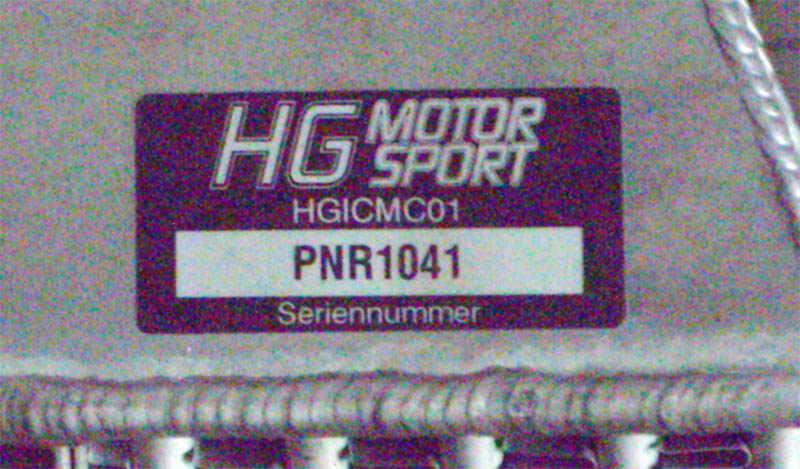 HG MOTOR SPORT
HGICMC01
PNR1041
Seriennummer